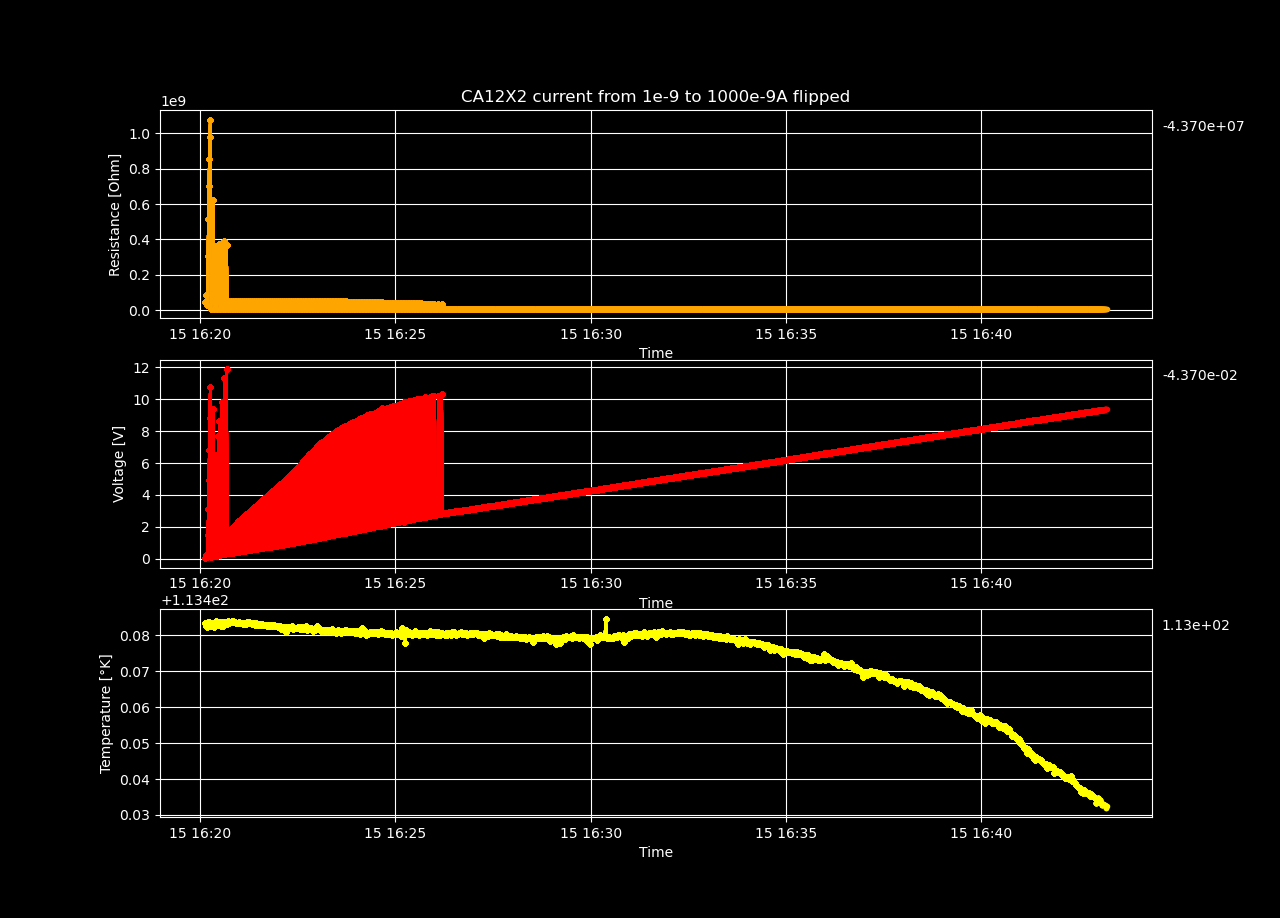 CA12X2 current from 1e-9 to 1000e-9A flipped
1e9
-4.370e+07
1.0
0.8
0.6
0.4
0.2
0.0
Resistance [Ohm]
15 16:20 15 16:25 15 16:30 15 16:35 15 16:40
Time
-4.370e-02
12
10
8
6
4
2
0
Voltage [V]
15 16:20 15 16:25 15 16:30 15 16:35 15 16:40
Time
+1.134e2
1.13e+02
0.08
0.07
0.06
0.05
0.04
0.03
Temperature [°K]
15 16:20 15 16:25 15 16:30 15 16:35 15 16:40
Time